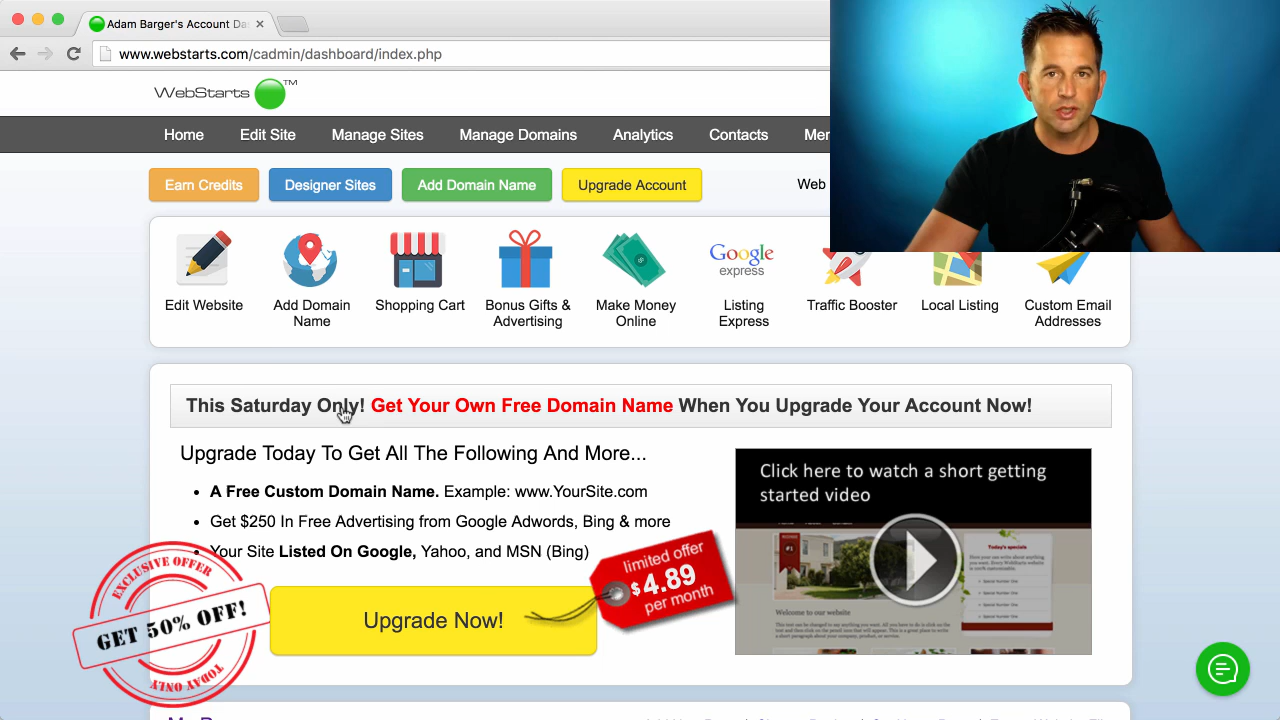 Adam Barger's Account Da
www.webstarts.com/cadmin/dashboard/index.php
WebStarts TM
Home Edit Site Manage Sites Manage Domains Analytics Contacts Mer
Earn Credits Designer Sites Add Domain Name Upgrade Account Web
Edit Website
Add Domain
Name
Shopping Cart
Bonus Gifts &
Advertising
Make Money
Online
Google
express
Listing
Express
Traffic Booster
Local Listing
Custom Email
Addresses
This Saturday Only! Get Your Own Free Domain Name When You Upgrade Your Account Now!
Upgrade Today To Get All The Following And More...
A Free Custom Domain Name. Example: www.YourSite.com
Get $250 In Free Advertising from Google Adwords, Bing & more
Your Site Listed On Google, Yahoo, and MSN (Bing)
Upgrade Now!
limited offer
$4.89
per month
EXCLUSIVE OFFER
GET 50% OFF!
TODAY ONLY
Click here to watch a short getting
started video
#1
Today's specials
Welcome to our website